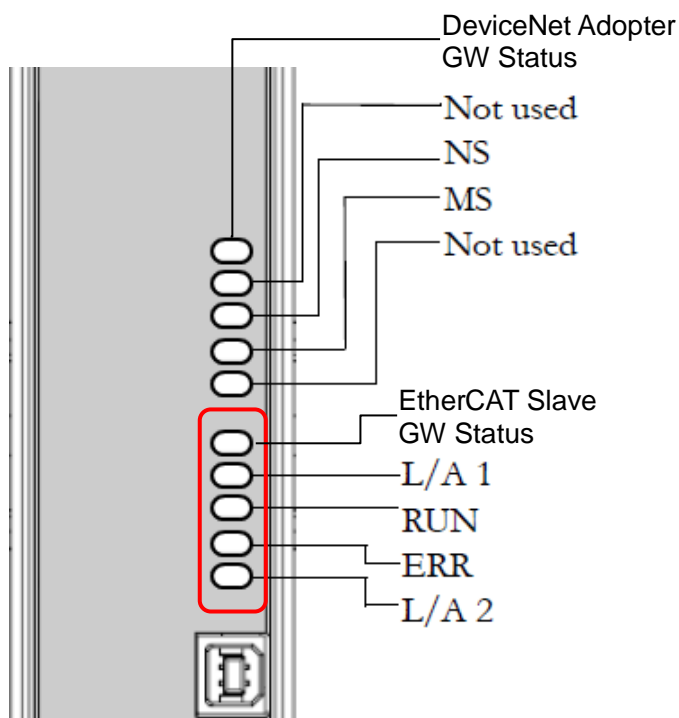 DeviceNet Adopter
GW Status
Not used
NS
MS
Not used
EtherCAT Slave
GW Status
L/A 1
RUN
ERR
L/A 2